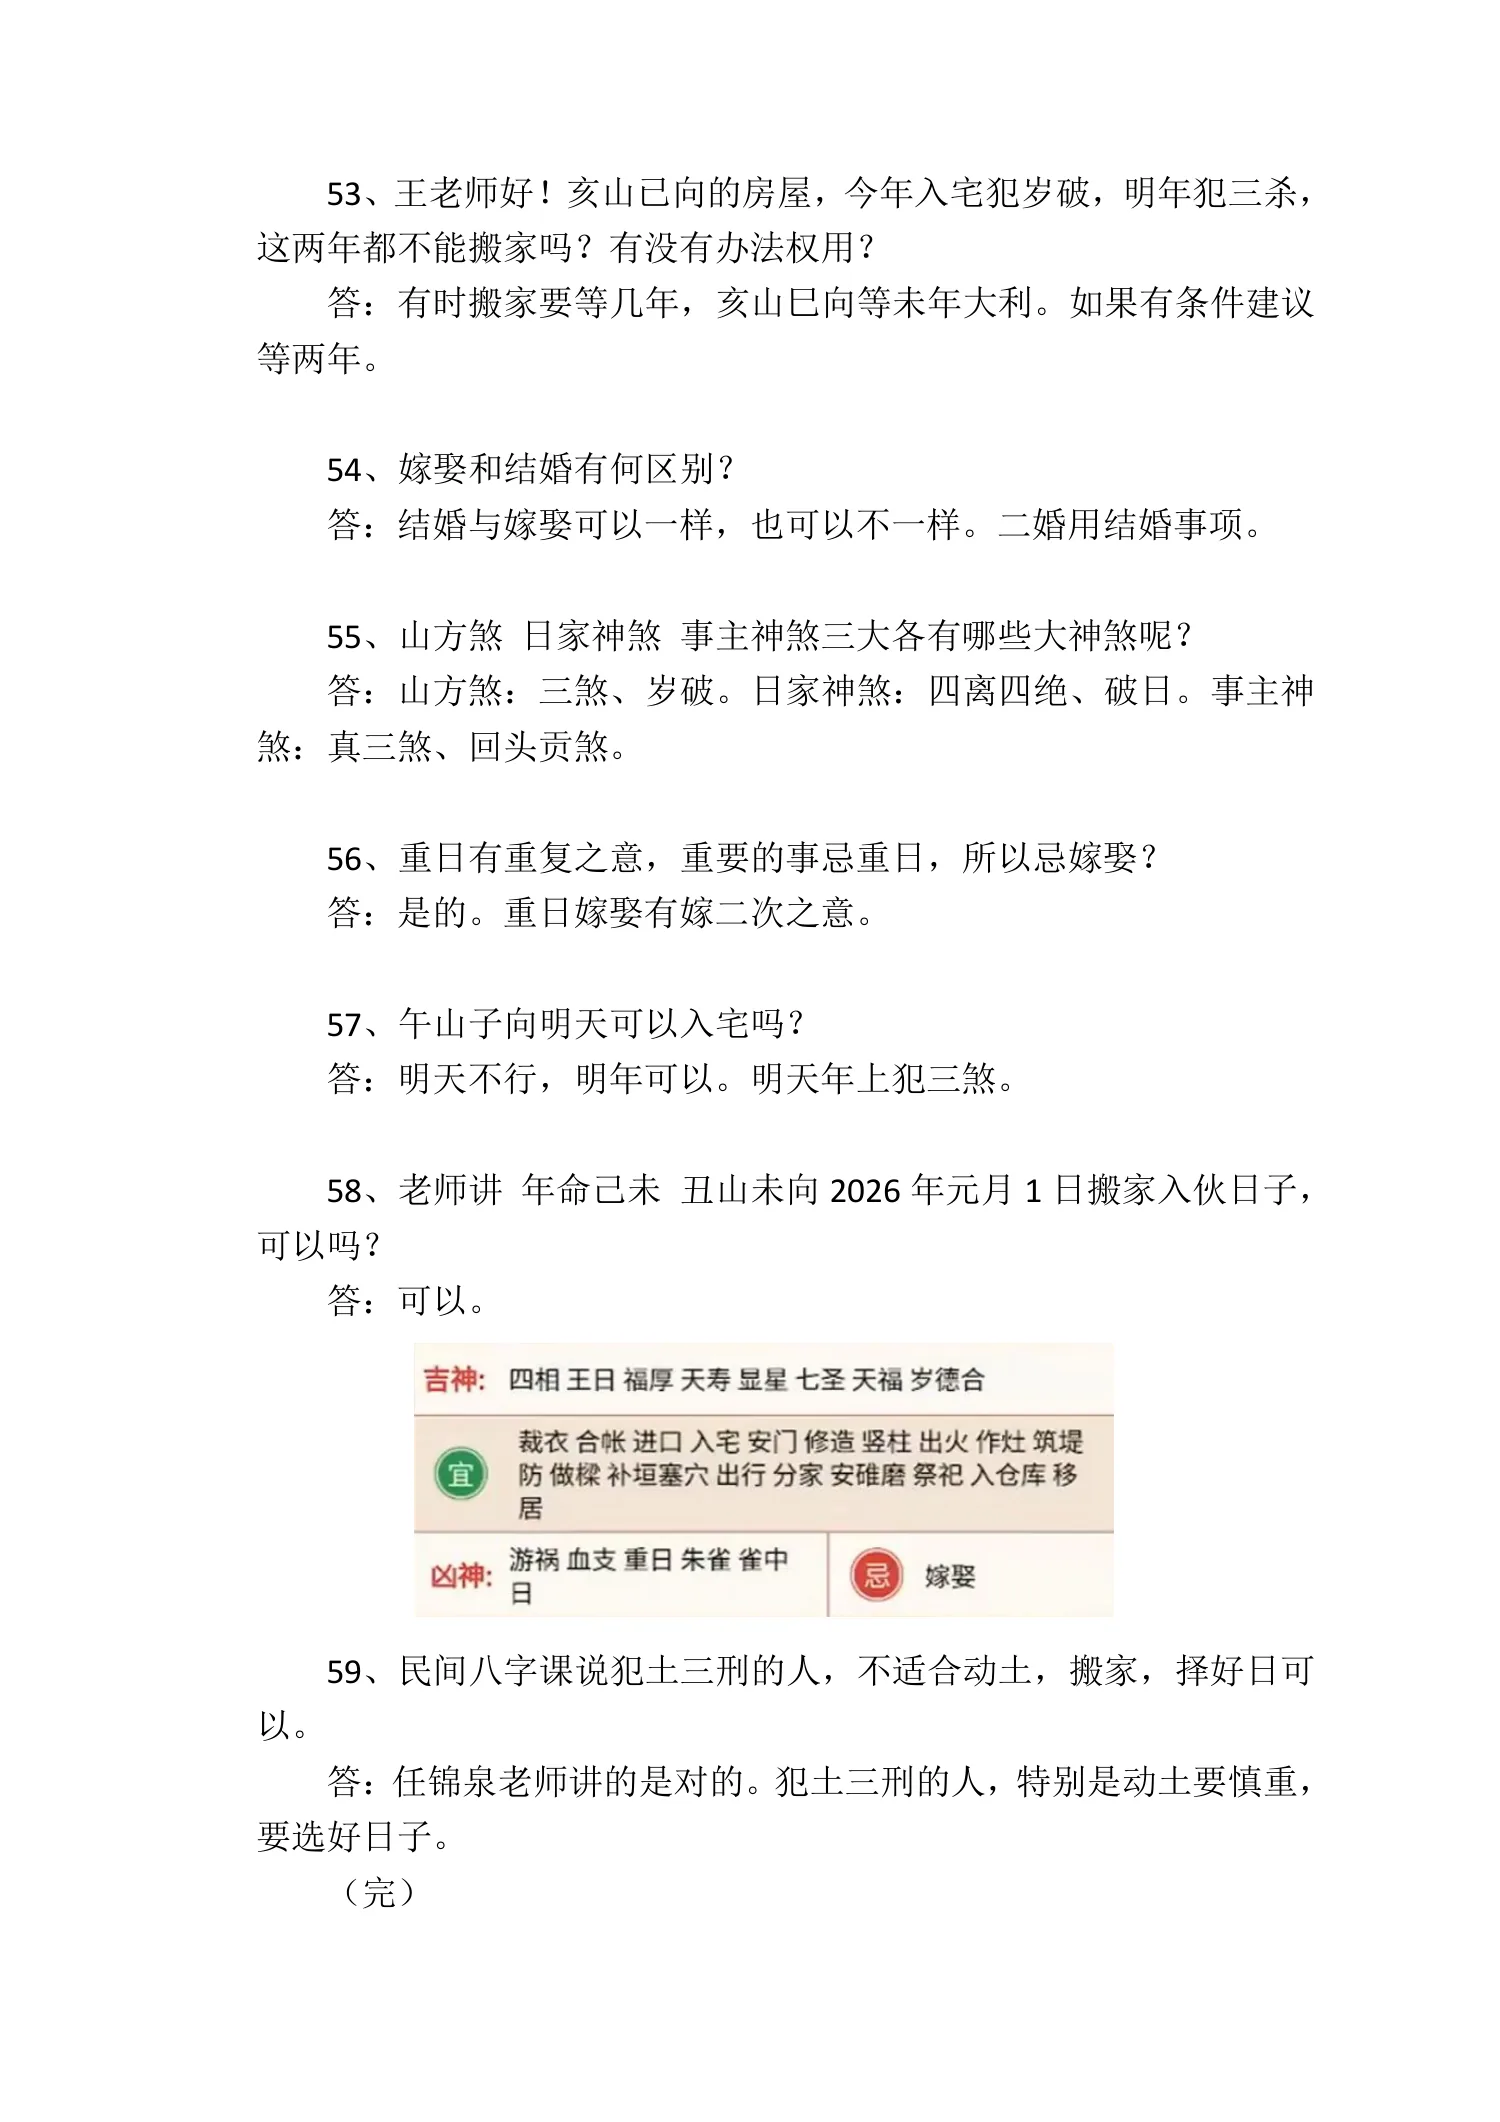 53、王老师好！亥山己向的房屋，今年入宅犯岁破，明年犯三杀，
这两年都不能搬家吗？有没有办法权用？
答：有时搬家要等几年，亥山巳向等未年大利。如果有条件建议
等两年。
54、嫁娶和结婚有何区别？
答：结婚与嫁娶可以一样，也可以不一样。二婚用结婚事项。
55、山方煞 日家神煞 事主神煞三大各有哪些大神煞呢？
答：山方煞：三煞、岁破。日家神煞：四离四绝、破日。事主神
煞：真三煞、回头贡煞。
56、重日有重复之意，重要的事忌重日，所以忌嫁娶？
答：是的。重日嫁娶有嫁二次之意。
57、午山子向明天可以入宅吗？
答：明天不行，明年可以。明天年上犯三煞。
58、老师讲 年命己未 丑山未向 2026 年元月 1 日搬家入伙日子，
可以吗？
答：可以。
吉神: 四相 王日 福厚 天寿 显星 七圣 天福 岁德合
宜 裁衣 合帐 进口 入宅 安门 修造 竖柱 出火 作灶 筑堤
防 做樑 补垣塞穴 出行 分家 安碓磨 祭祀 入仓库 移
居
凶神: 游祸 血支 重日 朱雀 雀中
日
忌 嫁娶
59、民间八字课说犯土三刑的人，不适合动土，搬家，择好日可
以。
答：任锦泉老师讲的是对的。犯土三刑的人，特别是动土要慎重，
要选好日子。
（完）